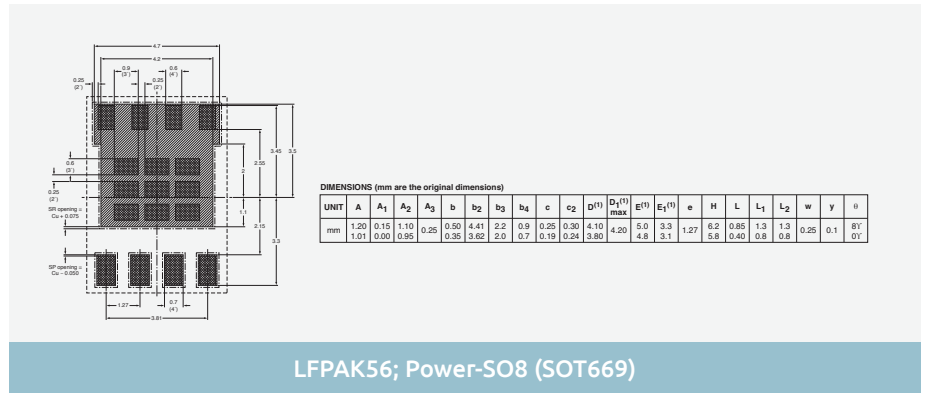 4.7
4.2
0.9
(3´)
0.6
(4´)
0.25
(2´)
0.25
(2´)
3.45
3.5
2.55
2
0.6
(3´)
0.25
(2´)
1.1
SR opening =
Cu + 0.075
2.15
3.3
SP opening =
Cu – 0.050
1.27
0.7
(4´)
3.81
DIMENSIONS (mm are the original dimensions)
UNIT A A1 A2 A3 b b2 b3 b4 c c2 D(1) D1(1) max E(1) E1(1) e H L L1 L2 w y θ
mm 1.20 0.15 1.10 0.25 0.50 4.41 2.2 0.9 0.25 0.30 4.10 4.20 5.0 3.3 1.27 6.2 0.85 1.3 1.3 0.25 0.1 8ϒ
1.01 0.00 0.95 0.35 3.62 2.0 0.7 0.19 0.24 3.80 4.8 3.1 5.8 0.40 0.8 0.8 0ϒ
LFPAK56; Power-SO8 (SOT669)